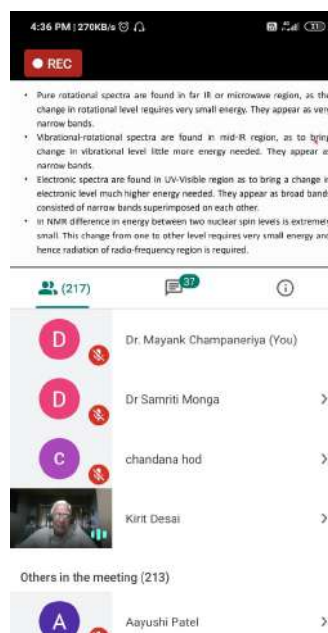 4:36 PM | 270KB/s
33
REC
• Pure rotational spectra are found in far IR or microwave region, as the
change in rotational level requires very small energy. They appear as very
narrow bands.
• Vibrational-rotational spectra are found in mid-IR region, as to bring
change in vibrational level little more energy needed. They appear as
narrow bands.
• Electronic spectra are found in UV-Visible region as to bring a change in
electronic level much higher energy needed. They appear as broad bands
consisted of narrow bands superimposed on each other.
• In NMR difference in energy between two nuclear spin levels is extremely
small. This change from one to other level requires very small energy and
hence radiation of radio-frequency region is required.
(217)
37
D
Dr. Mayank Champaneriya (You)
D
Dr Samriti Monga
c
chandana hod
Kirit Desai
Others in the meeting (213)
A
Aayushi Patel